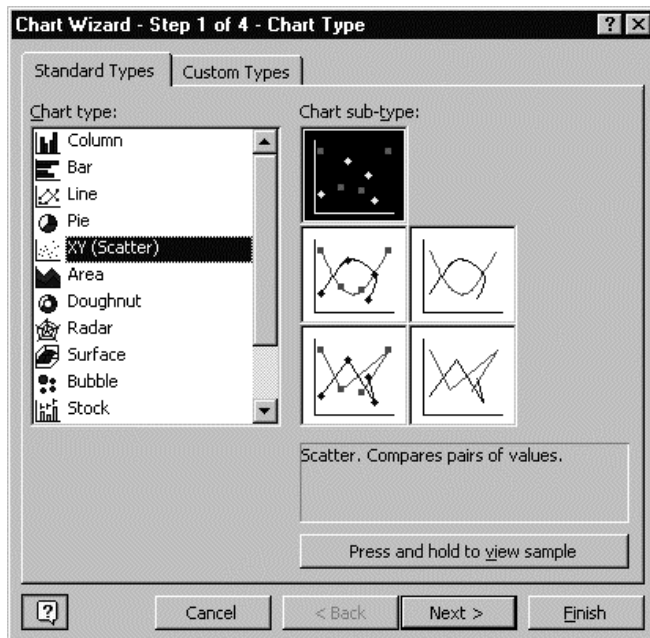 Chart Wizard - Step 1 of 4 - Chart Type
Standard Types
Custom Types
Chart type:
Column
Bar
Line
Pie
XY (Scatter)
Area
Doughnut
Radar
Surface
Bubble
Stock
Chart sub-type:
Scatter. Compares pairs of values.
Press and hold to view sample
Cancel
< Back
Next >
Finish